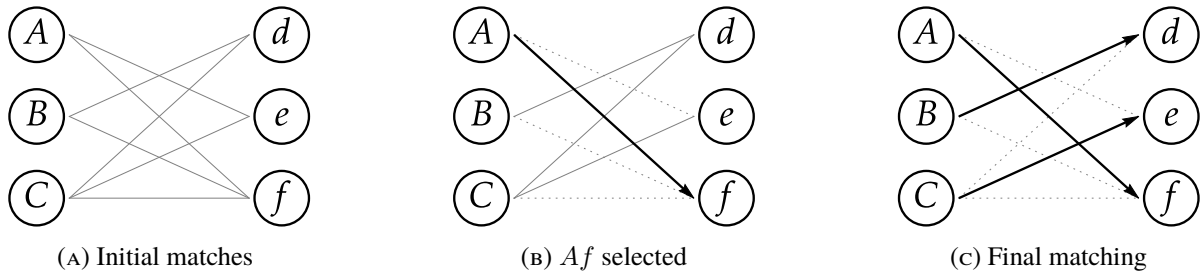 A d A d A d
B e B e B e
C f C f C f
(A) Initial matches (B) Af selected (C) Final matching